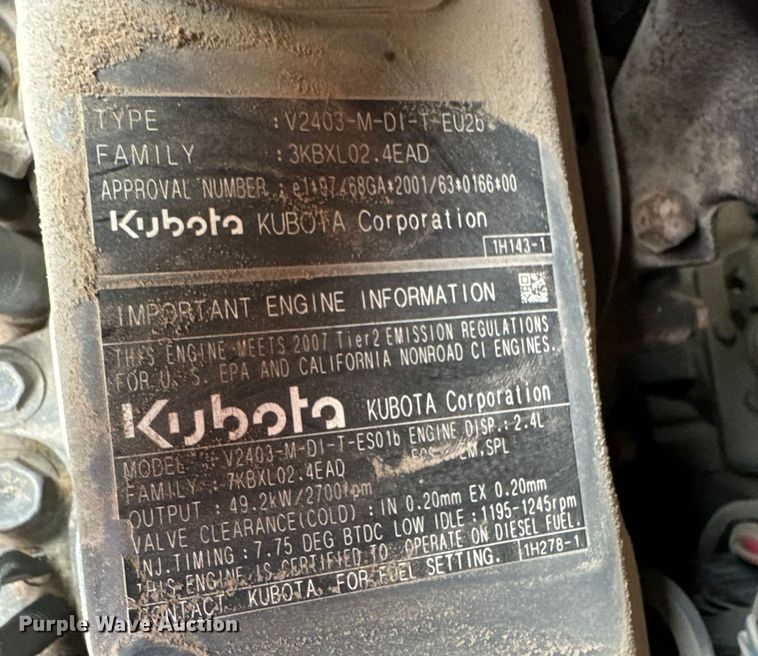 TYPE : V2403-M-DI-T-EU2b
FAMILY : 3KBXL02.4EAD
APPROVAL NUMBER : e1*97/68GA*2001/63*0166*00
Kubota KUBOTA Corporation
1H143-1
IMPORTANT ENGINE INFORMATION
THIS ENGINE MEETS 2007 Tier2 EMISSION REGULATIONS
FOR U.S. EPA AND CALIFORNIA NONROAD CI ENGINES.
Kubota KUBOTA Corporation
MODEL : V2403-M-DI-T-ES01b ENGINE DISP.: 2.4L
FAMILY : 7KBXL02.4EAD EM,SPL
OUTPUT : 49.2kW/2700rpm
VALVE CLEARANCE(COLD) : IN 0.20mm EX 0.20mm
INJ.TIMING : 7.75 DEG BTDC LOW IDLE : 1195-1245rpm
THIS ENGINE IS CERTIFIED TO OPERATE ON DIESEL FUEL.
CONTACT KUBOTA FOR FUEL SETTING. 1H278-1
Purple Wave Auction